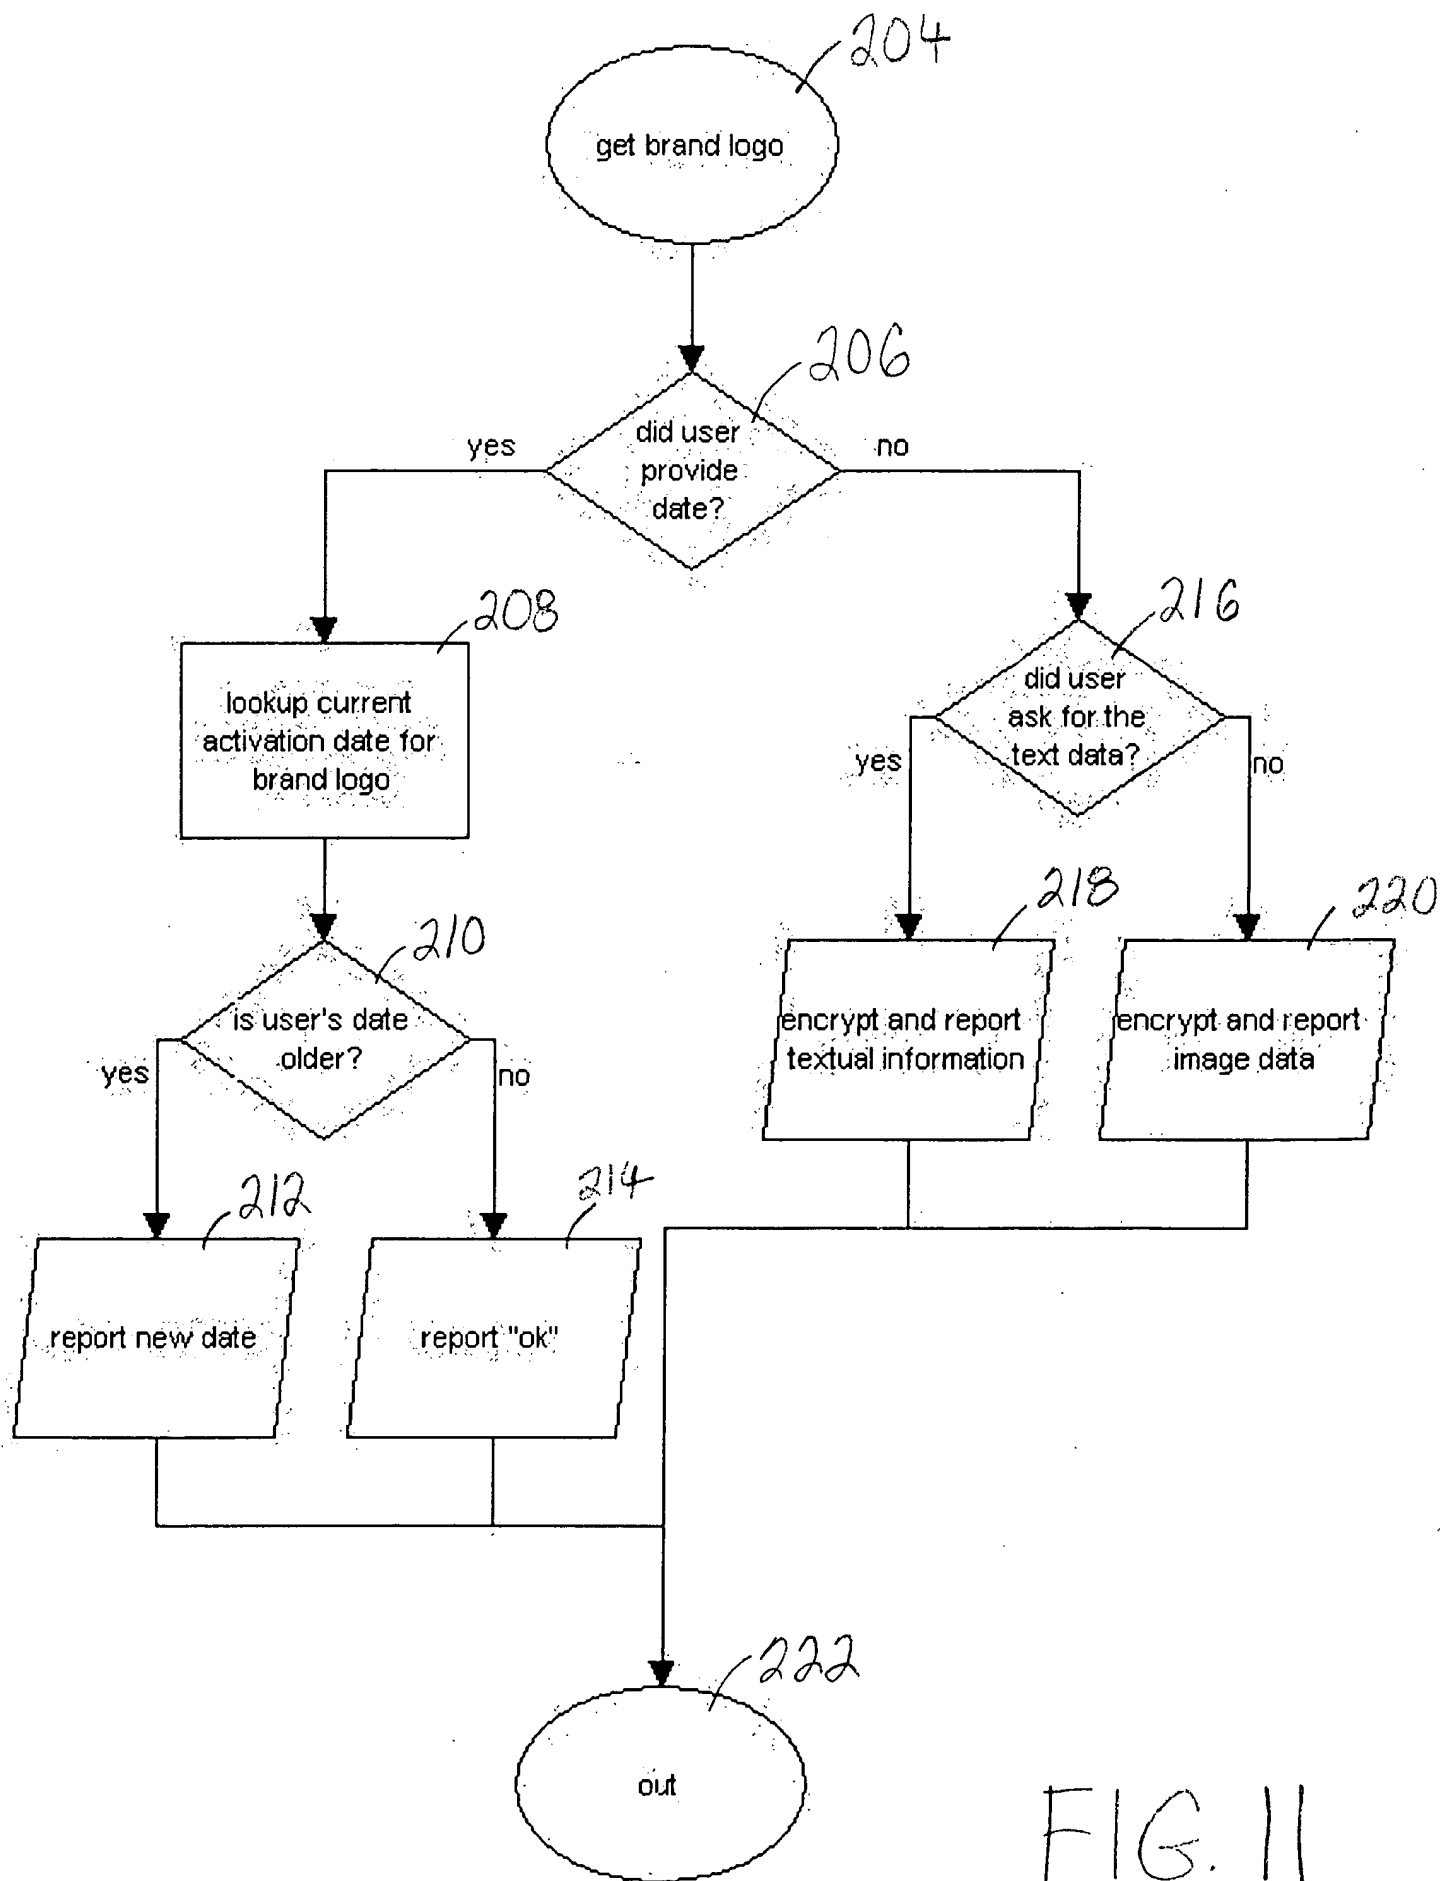 204
get brand logo
206
did user
provide
date?
yes
no
208
lookup current
activation date for
brand logo
216
did user
ask for the
text data?
yes
no
210
is user's date
older?
yes
no
218
encrypt and report
textual information
220
encrypt and report
image data
212
report new date
214
report "ok"
222
out
FIG. 11